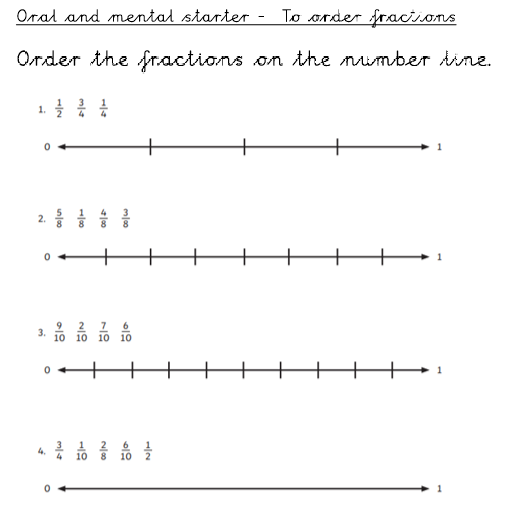 Oral and mental starter - To order fractions
Order the fractions on the number line.
1. 1/2 3/4 1/4
0 1
2. 5/8 1/8 4/8 3/8
0 1
3. 9/10 2/10 7/10 6/10
0 1
4. 3/4 1/10 2/8 6/10 1/2
0 1